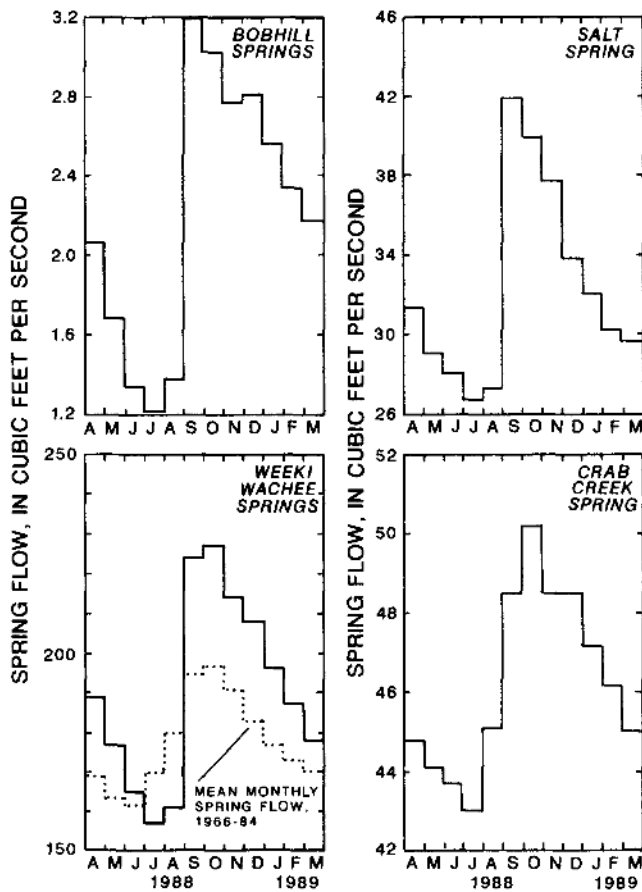 BOBHILL
SPRINGS
3.2
2.8
2.4
2.0
1.6
1.2
A M J J A S O N D J F M
SALT
SPRING
46
42
38
34
30
26
A M J J A S O N D J F M
WEEKI
WACHEE
SPRINGS
250
200
150
MEAN MONTHLY
SPRING FLOW,
1966-84
A M J J A S O N D J F M
1988 1989
CRAB
CREEK
SPRING
52
50
48
46
44
42
A M J J A S O N D J F M
1988 1989
SPRING FLOW, IN CUBIC FEET PER SECOND
SPRING FLOW, IN CUBIC FEET PER SECOND